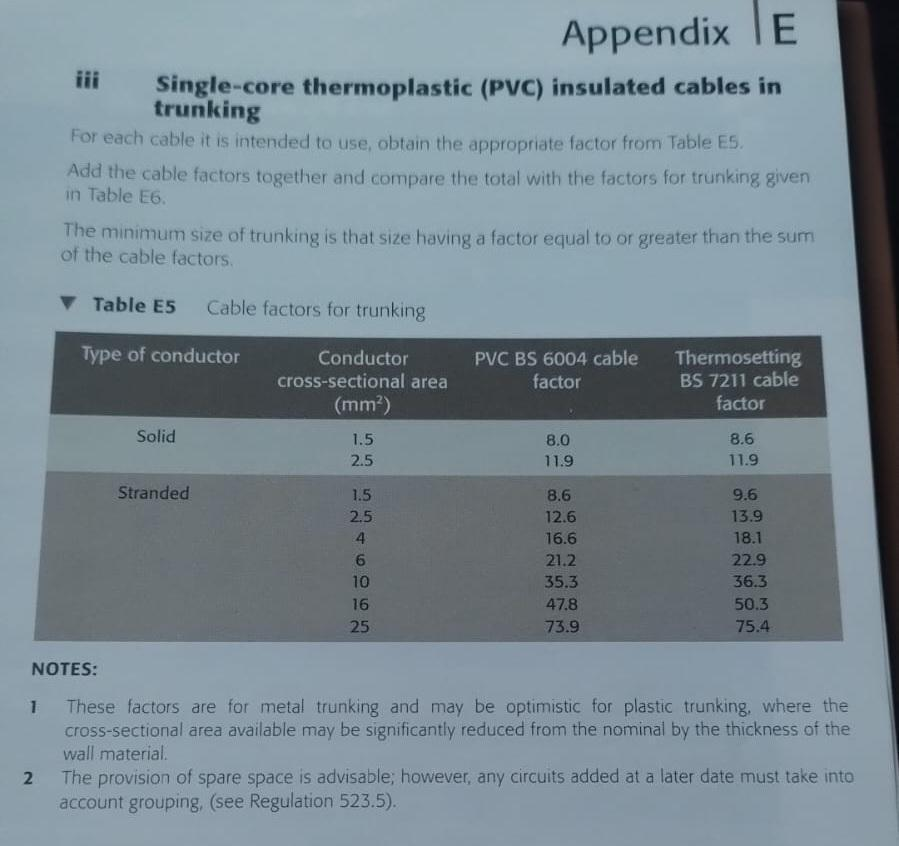 Appendix E
iii Single-core thermoplastic (PVC) insulated cables in
trunking
For each cable it is intended to use, obtain the appropriate factor from Table E5.
Add the cable factors together and compare the total with the factors for trunking given
in Table E6.
The minimum size of trunking is that size having a factor equal to or greater than the sum
of the cable factors.
▼ Table E5 Cable factors for trunking
Type of conductor Conductor PVC BS 6004 cable Thermosetting
cross-sectional area factor BS 7211 cable
(mm²) factor
Solid 1.5 8.0 8.6
2.5 11.9 11.9
Stranded 1.5 8.6 9.6
2.5 12.6 13.9
4 16.6 18.1
6 21.2 22.9
10 35.3 36.3
16 47.8 50.3
25 73.9 75.4
NOTES:
1 These factors are for metal trunking and may be optimistic for plastic trunking, where the
cross-sectional area available may be significantly reduced from the nominal by the thickness of the
wall material.
2 The provision of spare space is advisable; however, any circuits added at a later date must take into
account grouping, (see Regulation 523.5).